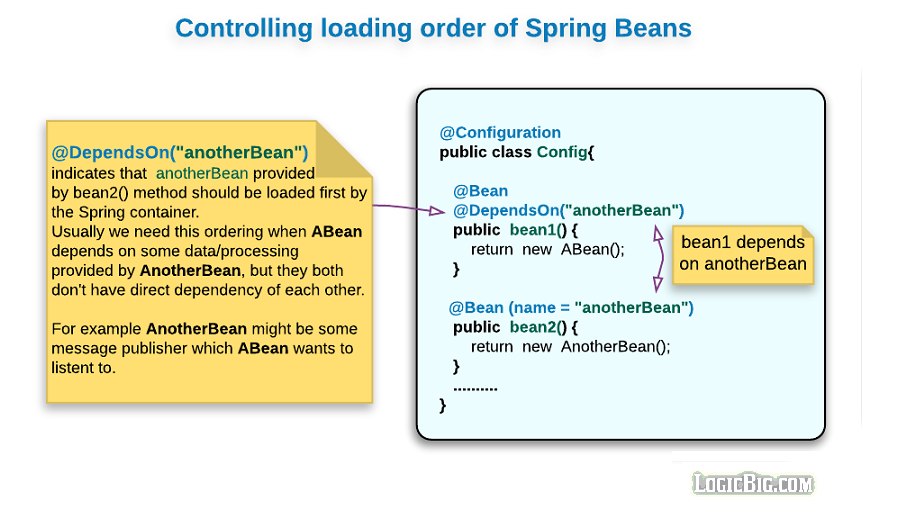 Controlling loading order of Spring Beans
@DependsOn("anotherBean")
indicates that anotherBean provided
by bean2() method should be loaded first by
the Spring container.
Usually we need this ordering when ABean
depends on some data/processing
provided by AnotherBean, but they both
don't have direct dependency of each other.
For example AnotherBean might be some
message publisher which ABean wants to
listent to.
@Configuration
public class Config{
@Bean
@DependsOn("anotherBean")
public bean1() {
return new ABean();
}
@Bean (name = "anotherBean")
public bean2() {
return new AnotherBean();
}
..........
}
bean1 depends
on anotherBean
LogicBig.com